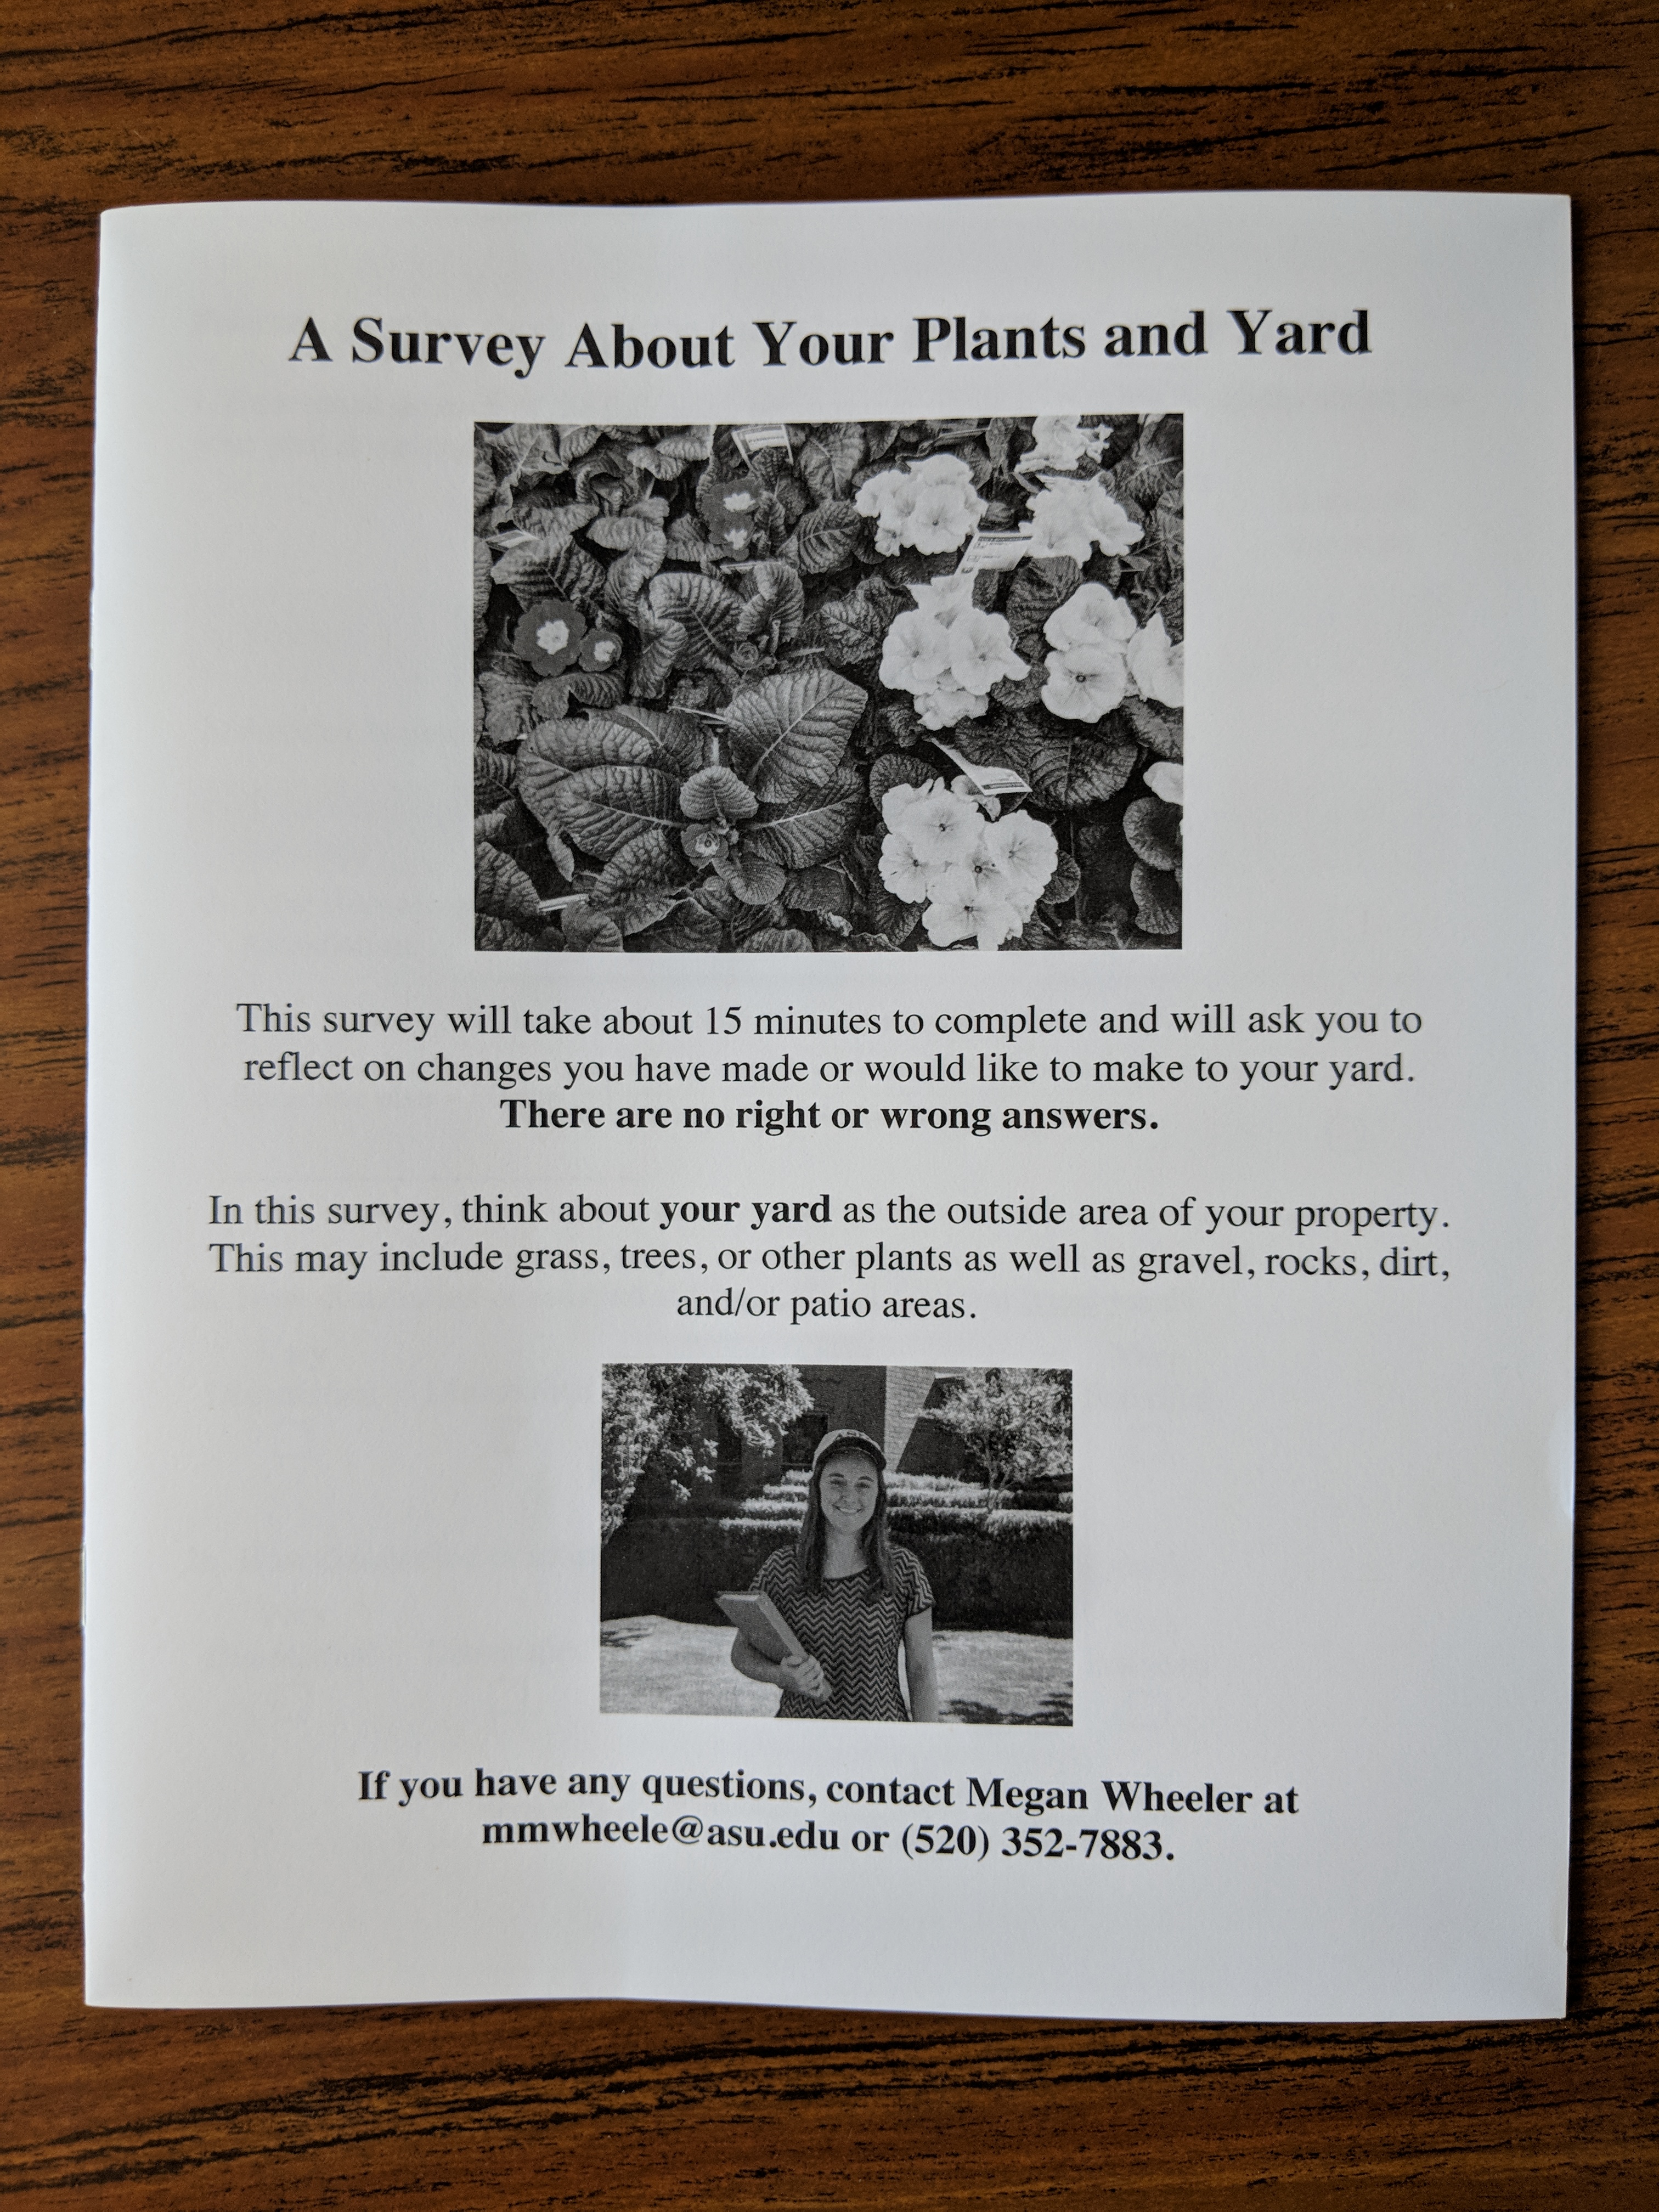 A Survey About Your Plants and Yard
This survey will take about 15 minutes to complete and will ask you to
reflect on changes you have made or would like to make to your yard.
There are no right or wrong answers.
In this survey, think about your yard as the outside area of your property.
This may include grass, trees, or other plants as well as gravel, rocks, dirt,
and/or patio areas.
If you have any questions, contact Megan Wheeler at
mmwheele@asu.edu or (520) 352-7883.